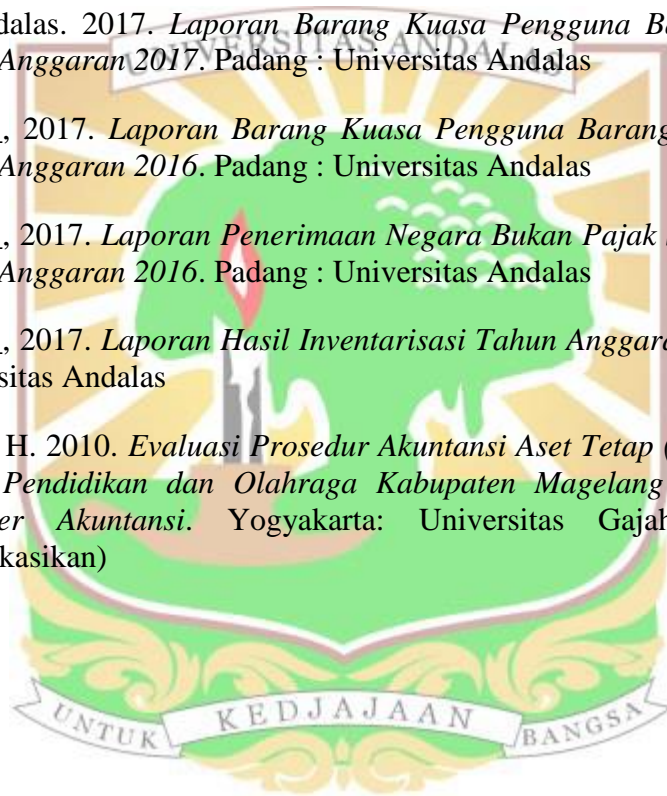 dalas. 2017. Laporan Barang Kuasa Pengguna Ba
Anggaran 2017. Padang : Universitas Andalas
UNIVERSITAS ANDALAS
, 2017. Laporan Barang Kuasa Pengguna Barang
Anggaran 2016. Padang : Universitas Andalas
, 2017. Laporan Penerimaan Negara Bukan Pajak
Anggaran 2016. Padang : Universitas Andalas
, 2017. Laporan Hasil Inventarisasi Tahun Anggara
sitas Andalas
H. 2010. Evaluasi Prosedur Akuntansi Aset Tetap (
Pendidikan dan Olahraga Kabupaten Magelang
er Akuntansi. Yogyakarta: Universitas Gajah
kasikan)
UNTUK KEDJAJAAN BANGSA